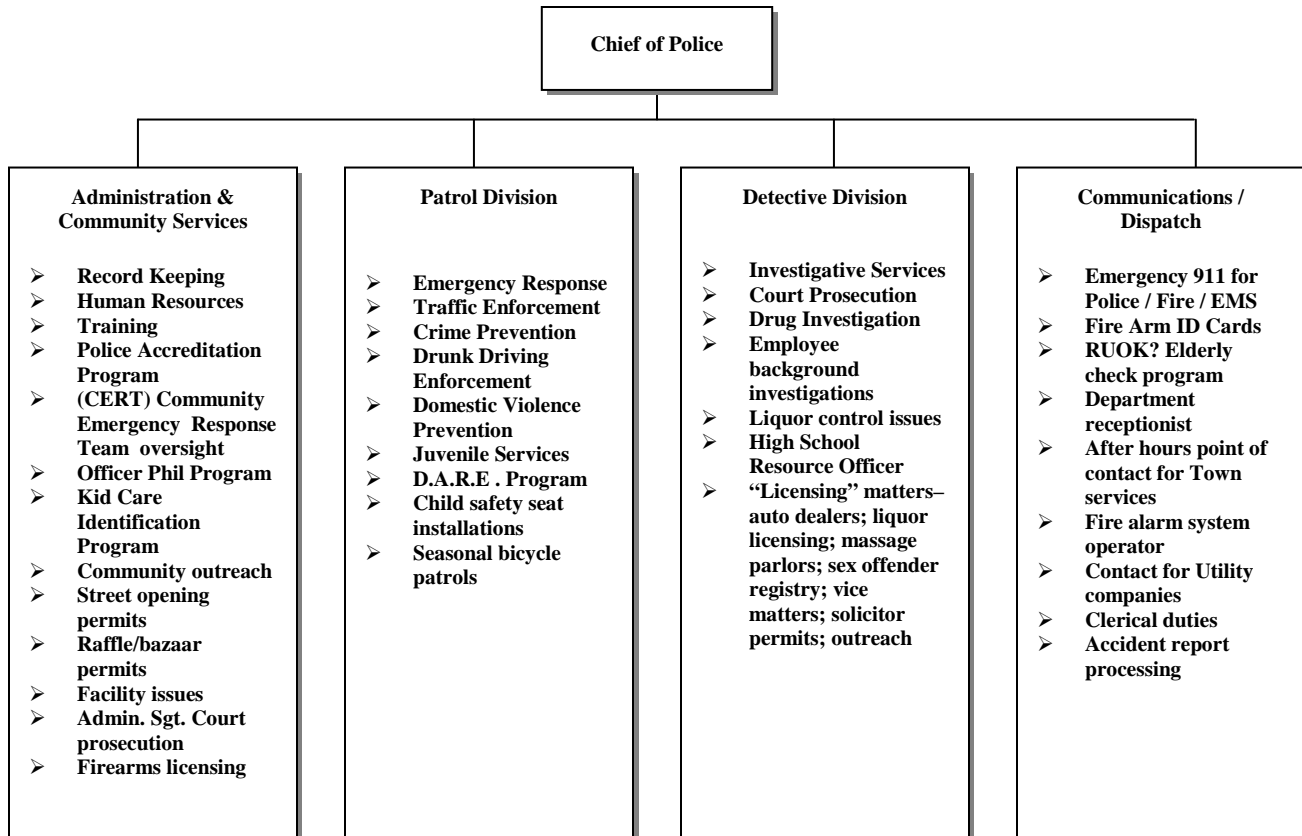 Chief of Police
Administration &
Community Services
➢ Record Keeping
➢ Human Resources
➢ Training
➢ Police Accreditation
Program
➢ (CERT) Community
Emergency Response
Team oversight
➢ Officer Phil Program
➢ Kid Care
Identification
Program
➢ Community outreach
➢ Street opening
permits
➢ Raffle/bazaar
permits
➢ Facility issues
➢ Admin. Sgt. Court
prosecution
➢ Firearms licensing
Patrol Division
➢ Emergency Response
➢ Traffic Enforcement
➢ Crime Prevention
➢ Drunk Driving
Enforcement
➢ Domestic Violence
Prevention
➢ Juvenile Services
➢ D.A.R.E . Program
➢ Child safety seat
installations
➢ Seasonal bicycle
patrols
Detective Division
➢ Investigative Services
➢ Court Prosecution
➢ Drug Investigation
➢ Employee
background
investigations
➢ Liquor control issues
➢ High School
Resource Officer
➢ “Licensing” matters–
auto dealers; liquor
licensing; massage
parlors; sex offender
registry; vice
matters; solicitor
permits; outreach
Communications /
Dispatch
➢ Emergency 911 for
Police / Fire / EMS
➢ Fire Arm ID Cards
➢ RUOK? Elderly
check program
➢ Department
receptionist
➢ After hours point of
contact for Town
services
➢ Fire alarm system
operator
➢ Contact for Utility
companies
➢ Clerical duties
➢ Accident report
processing